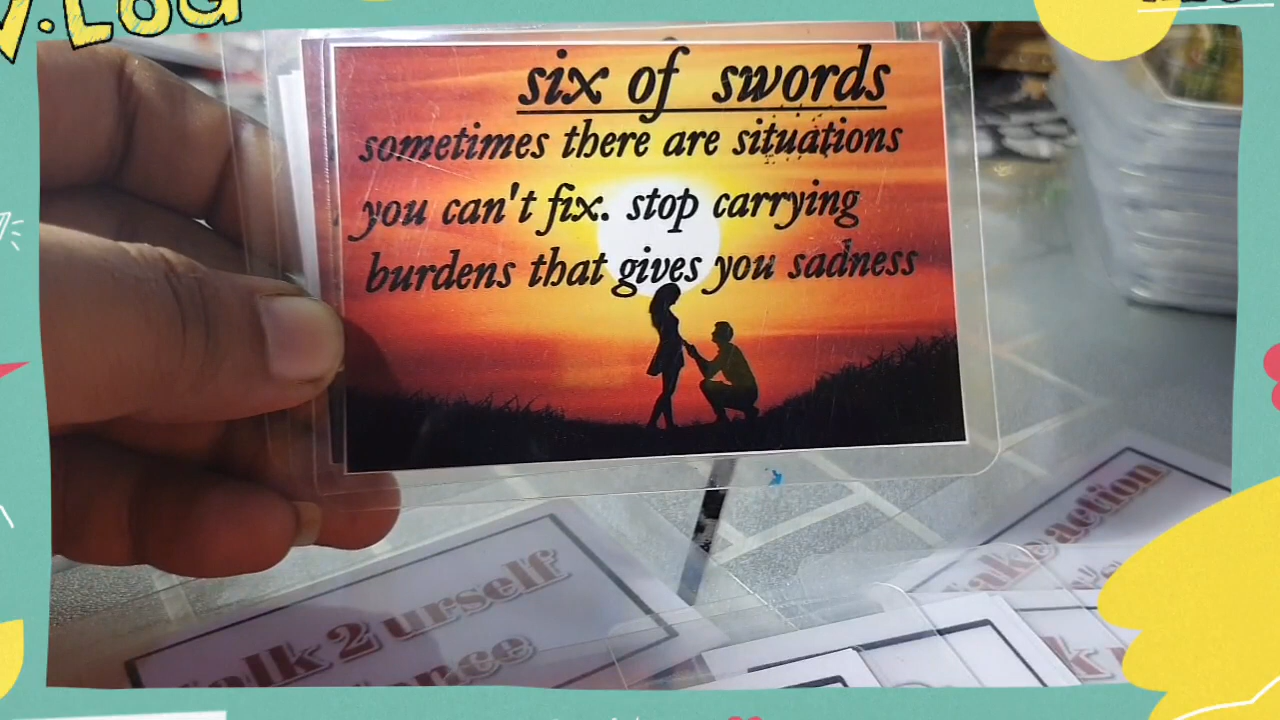 V·LOG
six of swords
sometimes there are situations
you can't fix. stop carrying
burdens that gives you sadness
Take action
2 urself